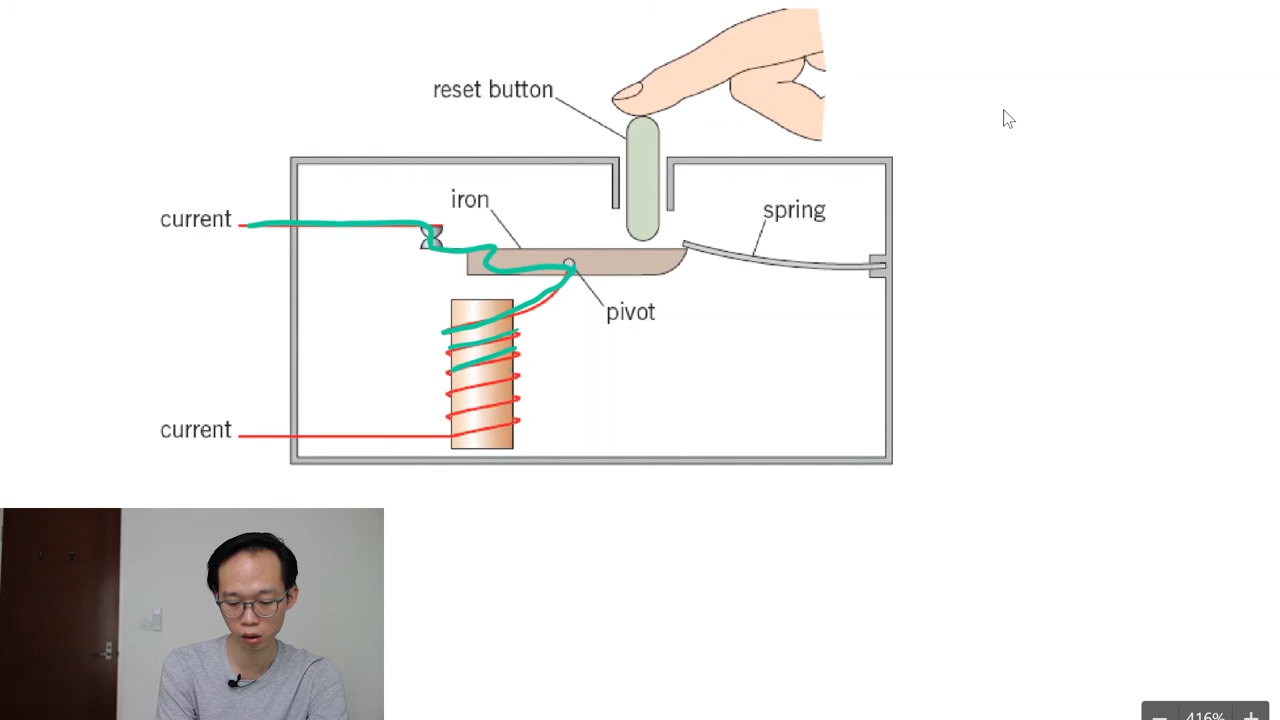 reset button
iron
current
spring
pivot
current
416%